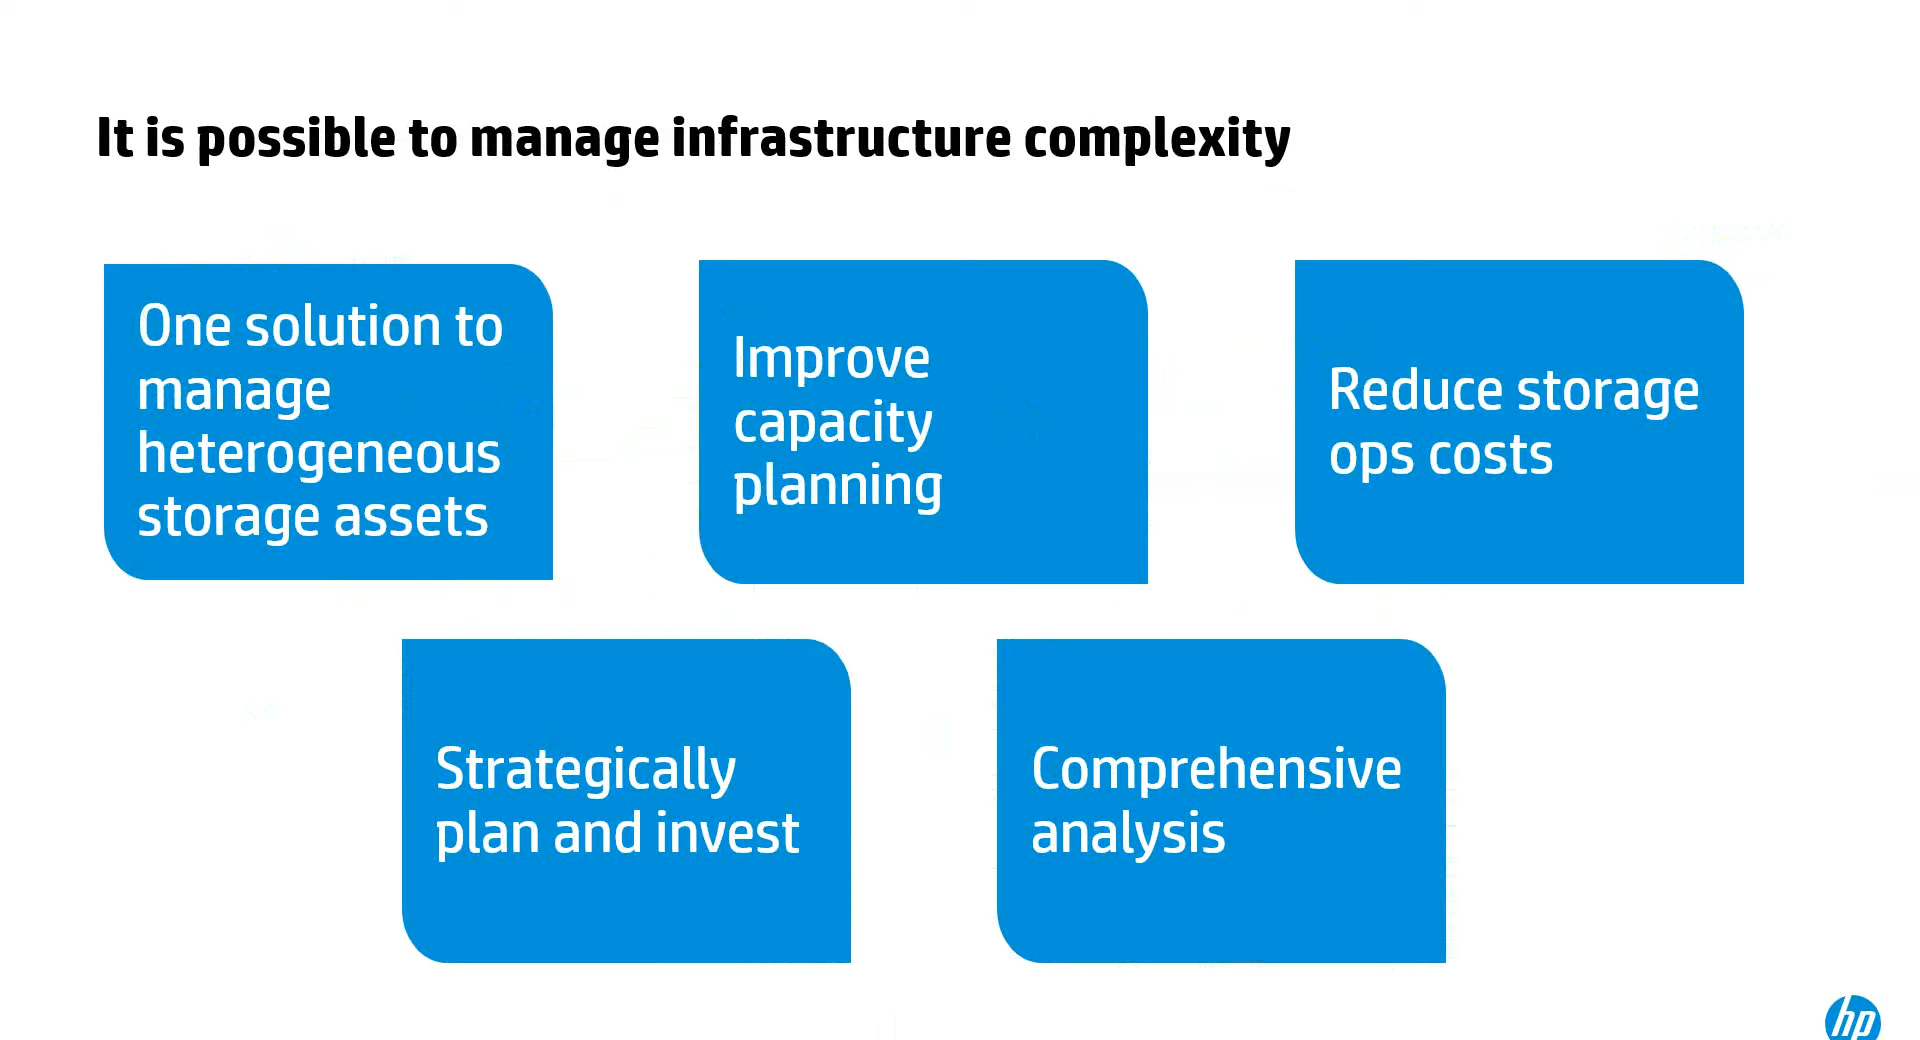 It is possible to manage infrastructure complexity
One solution to
manage
heterogeneous
storage assets
Improve
capacity
planning
Reduce storage
ops costs
Strategically
plan and invest
Comprehensive
analysis
hp